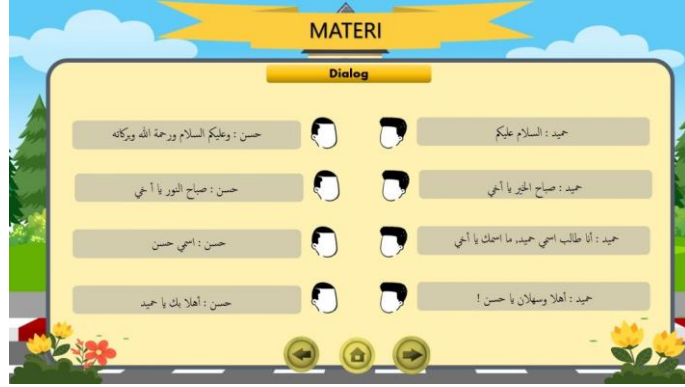 MATERI
Dialog
حميد : السلام عليكم
حسن : وعليكم السلام ورحمة الله وبركاته
حميد : صباح الخير يا أخي
حسن : صباح النور يا أ خي
حميد : أنا طالب اسمي حميد, ما اسمك يا أخي
حسن : اسمي حسن
حميد : أهلا وسهلان يا حسن !
حسن : أهلا بك يا حميد